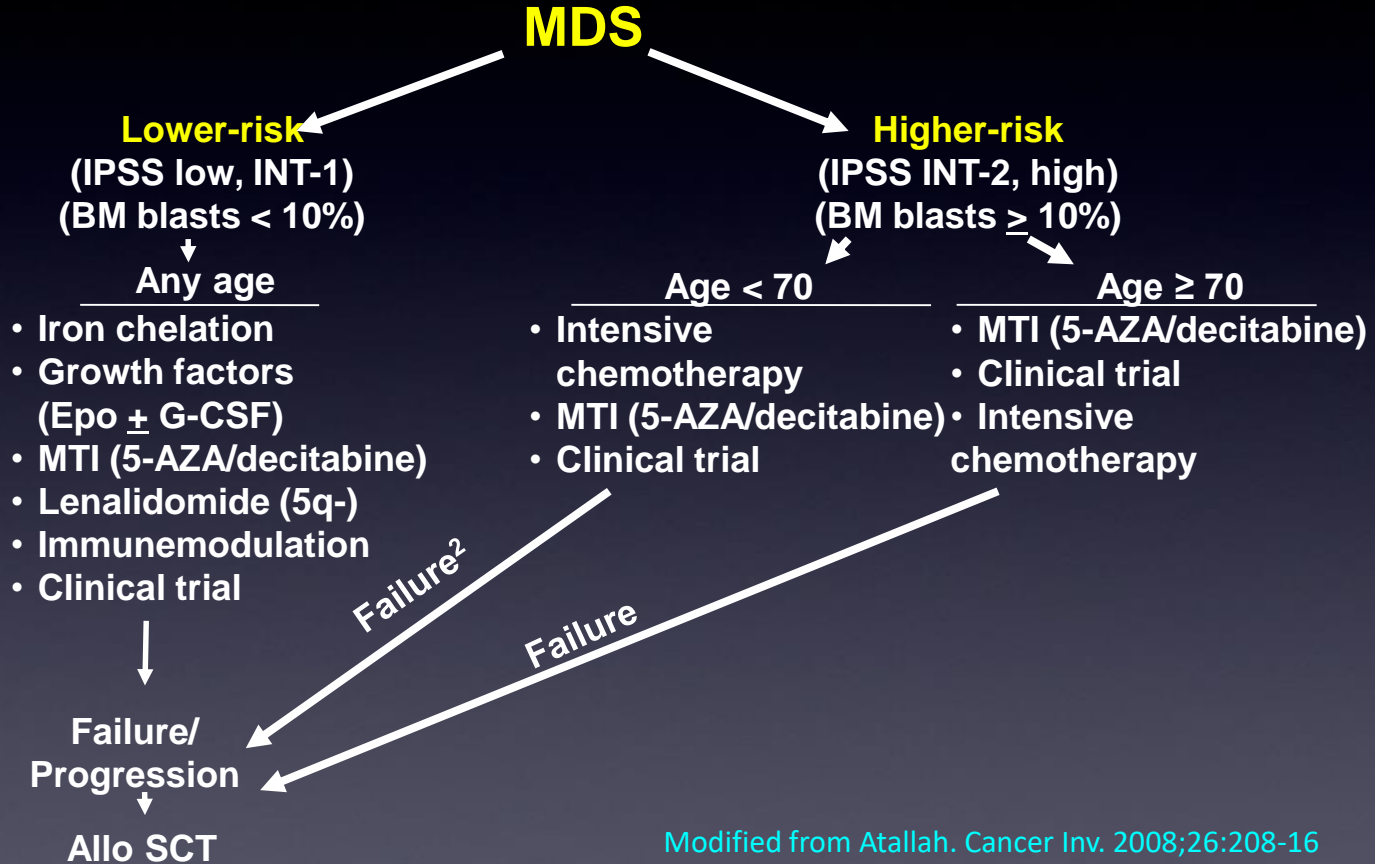 MDS
Lower-risk
(IPSS low, INT-1)
(BM blasts < 10%)
Any age
• Iron chelation
• Growth factors
(Epo ± G-CSF)
• MTI (5-AZA/decitabine)
• Lenalidomide (5q-)
• Immunemodulation
• Clinical trial
Higher-risk
(IPSS INT-2, high)
(BM blasts ≥ 10%)
Age < 70
• Intensive
chemotherapy
• MTI (5-AZA/decitabine)
• Clinical trial
Age ≥ 70
• MTI (5-AZA/decitabine)
• Clinical trial
• Intensive
chemotherapy
Failure²
Failure
Failure/
Progression
Allo SCT
Modified from Atallah. Cancer Inv. 2008;26:208-16